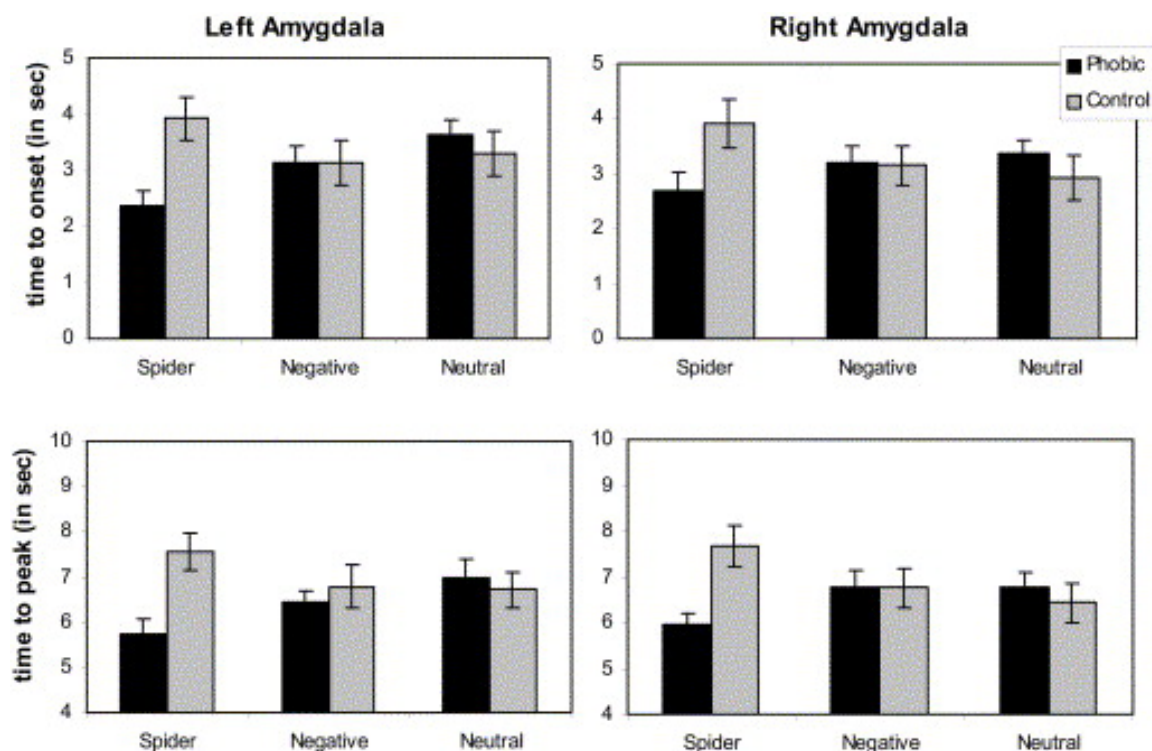 Left Amygdala
Right Amygdala
Phobic
Control
time to onset (in sec)
5
4
3
2
1
0
Spider
Negative
Neutral
5
4
3
2
1
0
Spider
Negative
Neutral
time to peak (in sec)
10
9
8
7
6
5
4
Spider
Negative
Neutral
10
9
8
7
6
5
4
Spider
Negative
Neutral